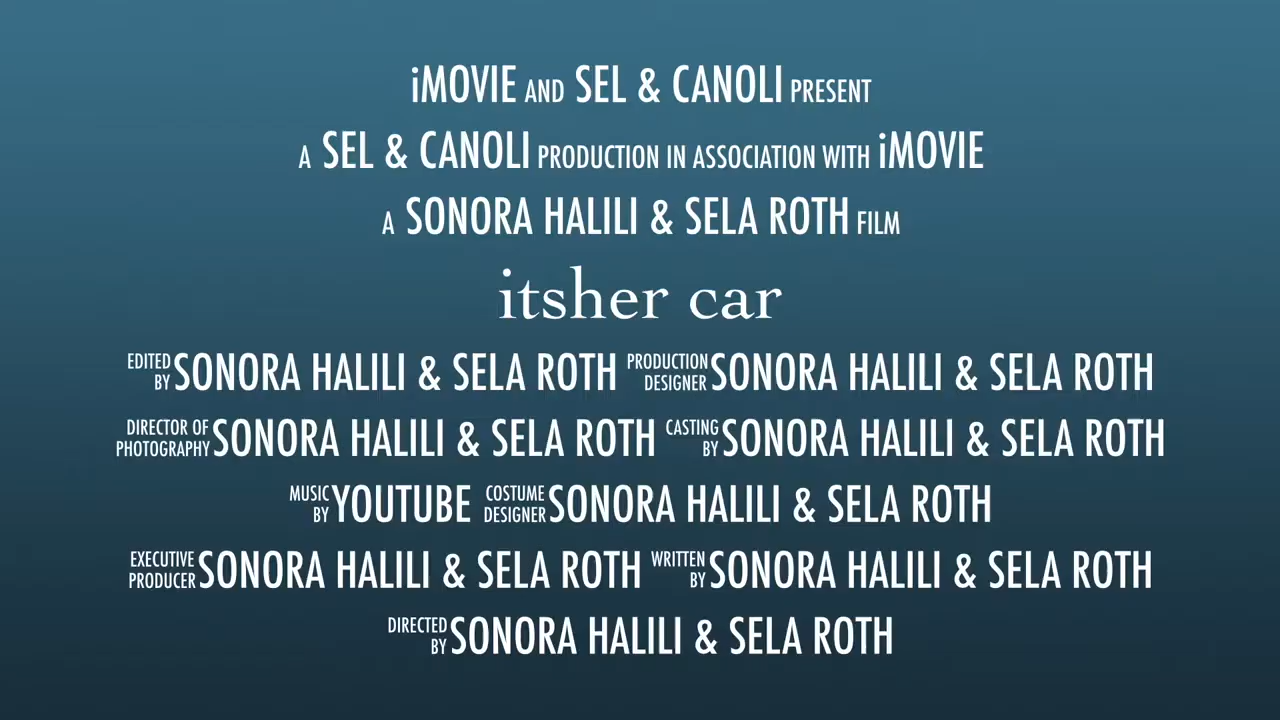 iMOVIE AND SEL & CANOLI PRESENT
A SEL & CANOLI PRODUCTION IN ASSOCIATION WITH iMOVIE
A SONORA HALILI & SELA ROTH FILM
itsher car
EDITED BY SONORA HALILI & SELA ROTH PRODUCTION DESIGNER SONORA HALILI & SELA ROTH
DIRECTOR OF PHOTOGRAPHY SONORA HALILI & SELA ROTH CASTING BY SONORA HALILI & SELA ROTH
MUSIC BY YOUTUBE COSTUME DESIGNER SONORA HALILI & SELA ROTH
EXECUTIVE PRODUCER SONORA HALILI & SELA ROTH WRITTEN BY SONORA HALILI & SELA ROTH
DIRECTED BY SONORA HALILI & SELA ROTH